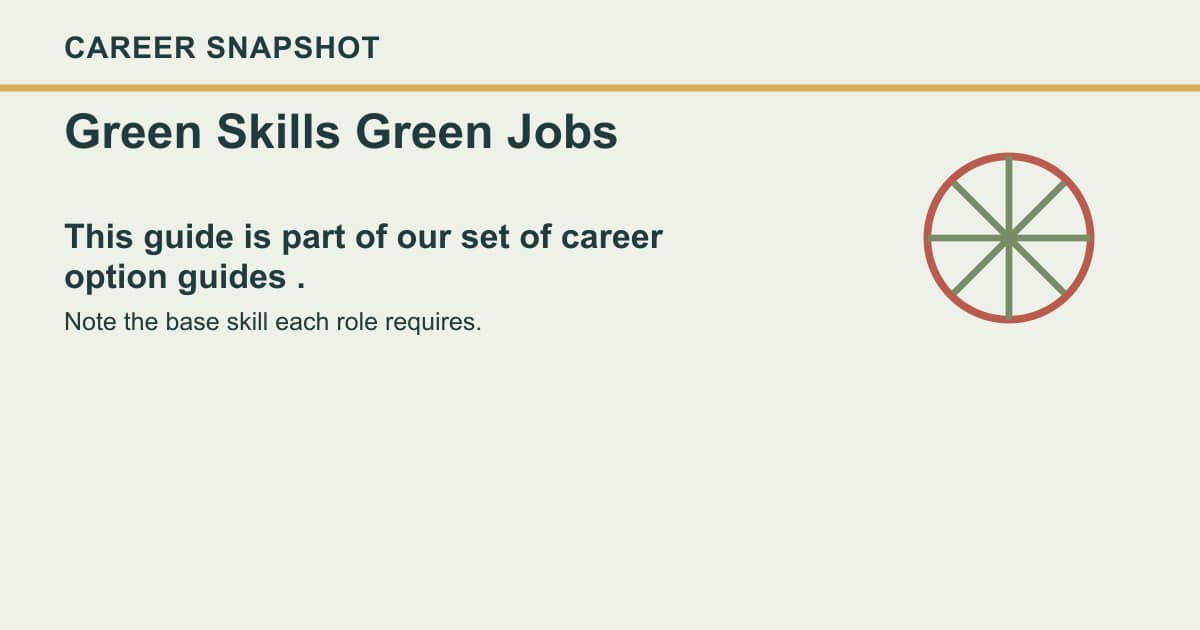 CAREER SNAPSHOT
Green Skills Green Jobs
This guide is part of our set of career
option guides .
Note the base skill each role requires.